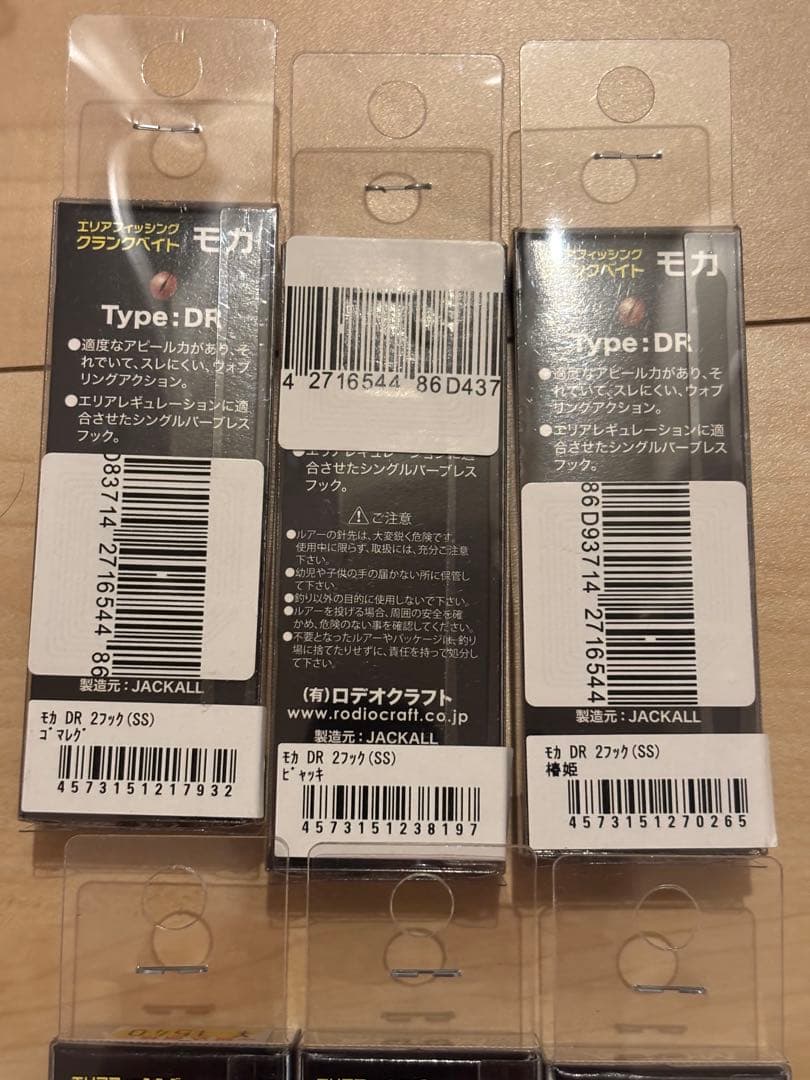 エリアフィッシング
クランクベイト モカ
Type:DR
●適度なアピール力があり、そ
れでいて、スレにくい、ウォブ
リングアクション。
●エリアレギュレーションに適
合させたシングルバーブレス
フック。
D83714 2716544 86
製造元:JACKALL
モカ DR 2フック(SS)
ゴマレグ
4573151217932
4 2716544 86D437
●エリアレギュレーションに適
合させたシングルバーブレス
フック。
⚠ご注意
●ルアーの針先は、大変鋭く危険です。
使用中に限らず、取扱には、充分ご注意
下さい。
●幼児や子供の手の届かない所に保管し
て下さい。
●釣り以外の目的に使用しないで下さい。
●ルアーを投げる場合、周囲の安全を確
かめ、危険のない事を確認してください。
●不要となったルアーやパッケージは、釣り
場に捨てたりせずに、責任を持って処分し
て下さい。
(有)ロデオクラフト
www.rodiocraft.co.jp
製造元:JACKALL
モカ DR 2フック(SS)
ビャッキ
4573151238197
エリアフィッシング
クランクベイト モカ
Type:DR
●適度なアピール力があり、そ
れでいて、スレにくい、ウォブ
リングアクション。
●エリアレギュレーションに適
合させたシングルバーブレス
フック。
86D93714 2716544
製造元:JACKALL
モカ DR 2フック(SS)
椿姫
4573151270265